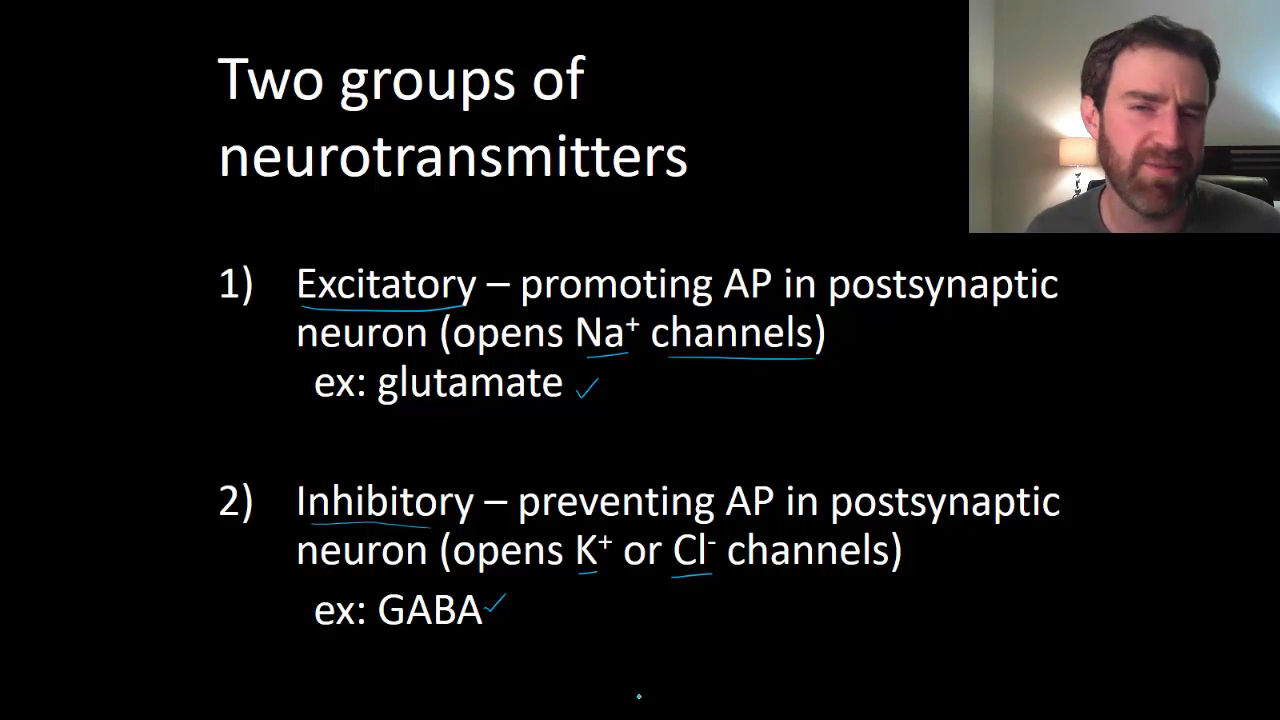 Two groups of
neurotransmitters
1) Excitatory – promoting AP in postsynaptic
neuron (opens Na⁺ channels)
ex: glutamate
2) Inhibitory – preventing AP in postsynaptic
neuron (opens K⁺ or Cl⁻ channels)
ex: GABA